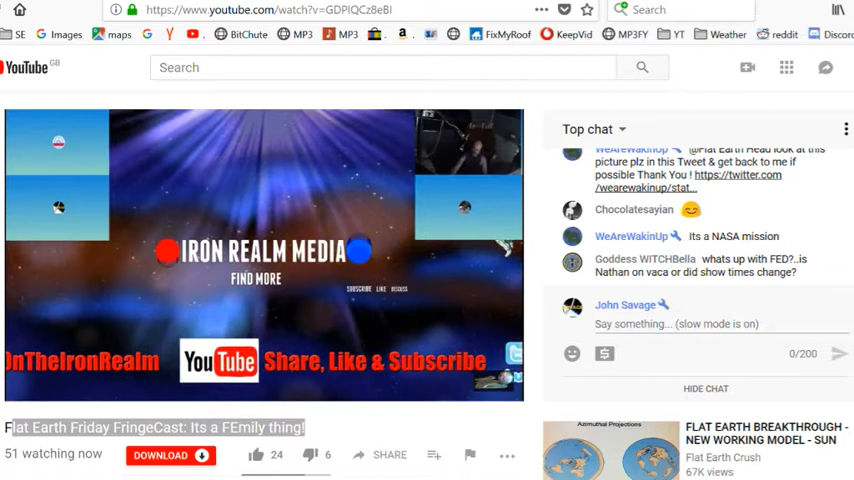 https://www.youtube.com/watch?v=GDPlQCz8eBI
Search
SE Images maps BitChute MP3 MP3 FixMyRoof KeepVid MP3FY YT Weather reddit Discord
YouTube GB
Search
IRON REALM MEDIA
FIND MORE
SUBSCRIBE LIKE DISCUSS
OnTheIronRealm YouTube Share, Like & Subscribe
Flat Earth Friday FringeCast: Its a FEmily thing!
51 watching now
DOWNLOAD
24
6
SHARE
Top chat
WeAreWakinUp @Flat Earth Head look at this
picture plz in this Tweet & get back to me if
possible Thank You ! https://twitter.com
/wearewakinup/stat...
Chocolatesayian
WeAreWakinUp Its a NASA mission
Goddess WITCHBella whats up with FED?..is
Nathan on vaca or did show times change?
John Savage
Say something... (slow mode is on)
0/200
HIDE CHAT
Azimuthal Projections
FLAT EARTH BREAKTHROUGH -
NEW WORKING MODEL - SUN
Flat Earth Crush
67K views